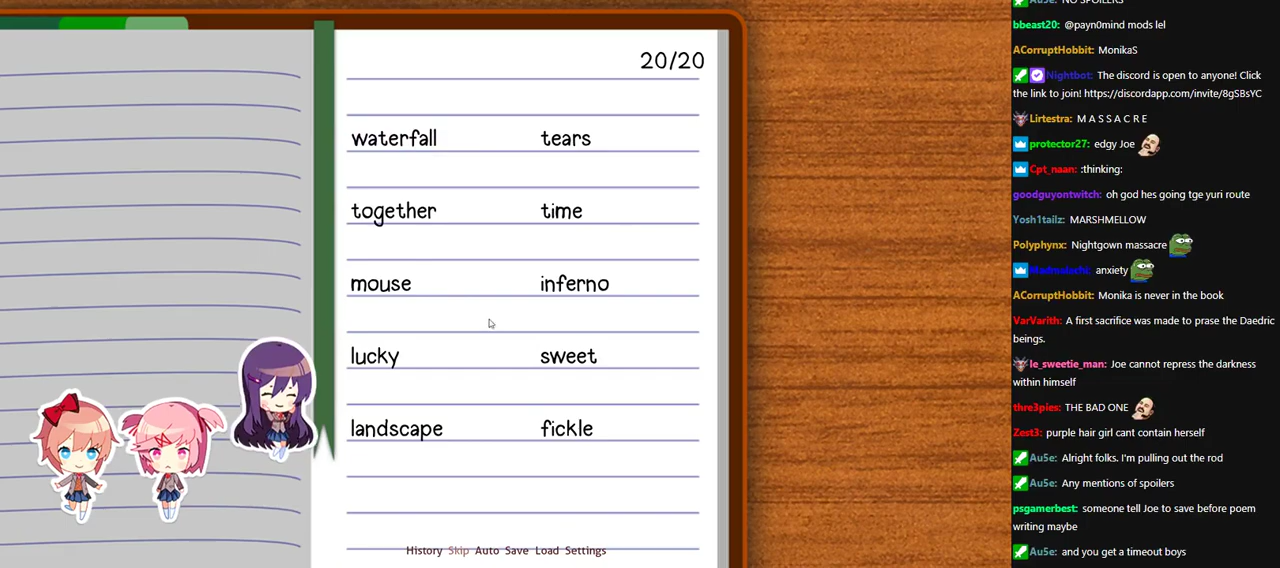 20/20
waterfall tears
together time
mouse inferno
lucky sweet
landscape fickle
History Skip Auto Save Load Settings
Au5e: NO SPOILERS
bbeast20: @payn0mind mods lel
ACorruptHobbit: MonikaS
Nightbot: The discord is open to anyone! Click
the link to join! https://discordapp.com/invite/8gSBsYC
Lirtestra: M A S S A C R E
protector27: edgy Joe
Cpt_naan: :thinking:
goodguyontwitch: oh god hes going tge yuri route
Yosh1tailz: MARSHMELLOW
Polyphynx: Nightgown massacre
anxiety
ACorruptHobbit: Monika is never in the book
VarVarith: A first sacrifice was made to prase the Daedric
beings.
le_sweetie_man: Joe cannot repress the darkness
within himself
thre3pies: THE BAD ONE
Zest3: purple hair girl cant contain herself
Au5e: Alright folks. I'm pulling out the rod
Au5e: Any mentions of spoilers
psgamerbest: someone tell Joe to save before poem
writing maybe
Au5e: and you get a timeout boys